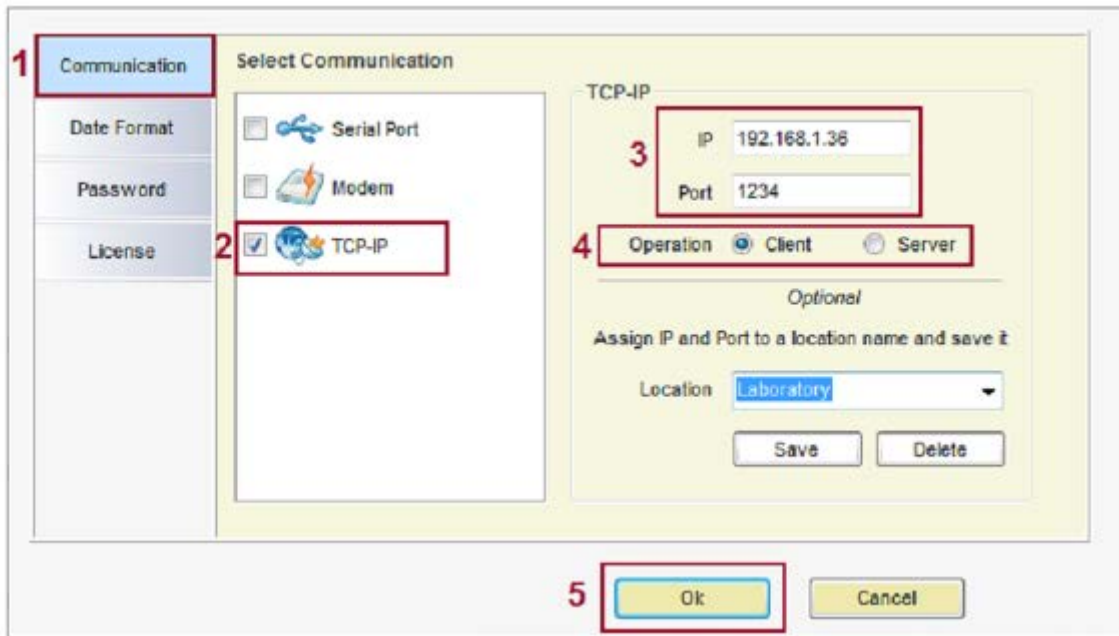 1
Communication
Date Format
Password
License
Select Communication
Serial Port
Modem
2
TCP-IP
TCP-IP
3
IP 192.168.1.36
Port 1234
4
Operation Client Server
Optional
Assign IP and Port to a location name and save it
Location Laboratory
Save Delete
5
Ok Cancel